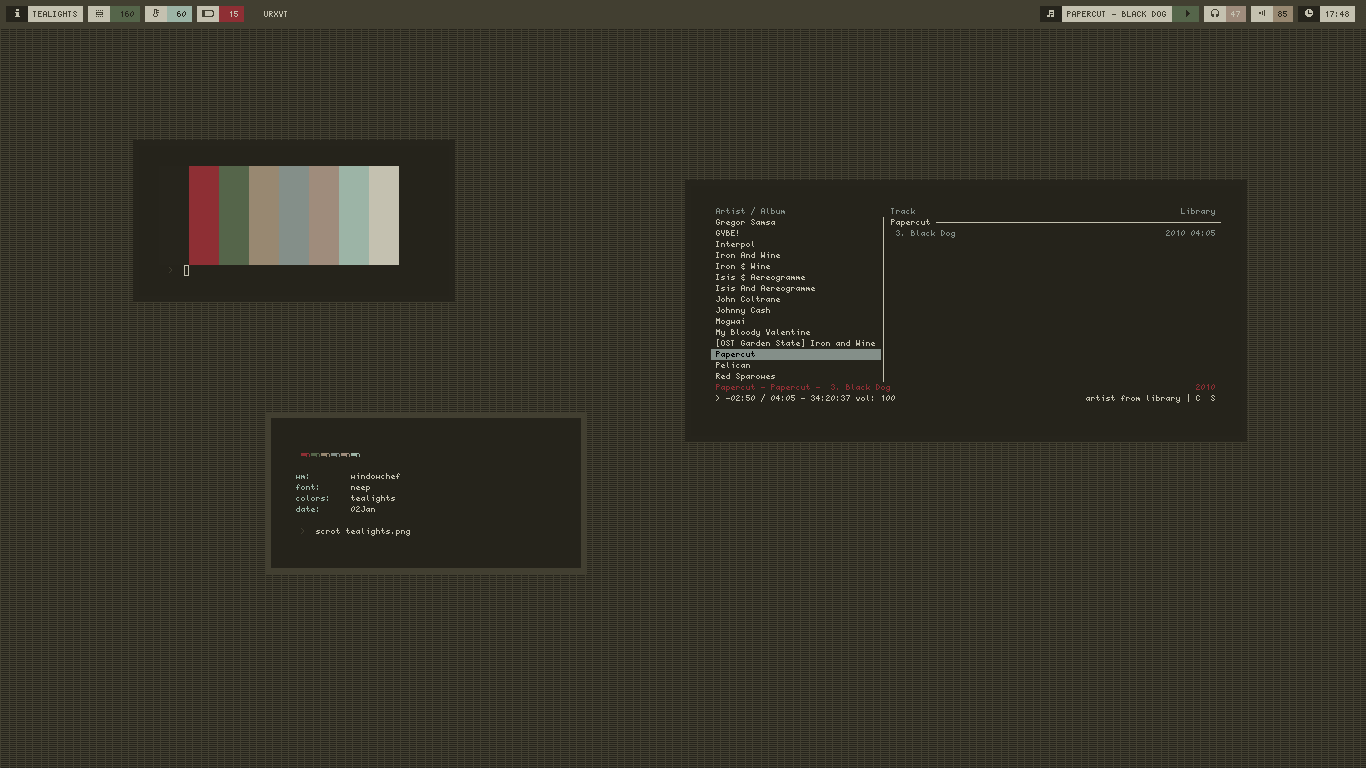 TEALIGHTS 160 60 15 URXVT PAPERCUT - BLACK DOG 47 85 17:48
>
Artist / Album
Gregor Samsa
GYBE!
Interpol
Iron And Wine
Iron & Wine
Isis & Aereogramme
Isis And Aereogramme
John Coltrane
Johnny Cash
Mogwai
My Bloody Valentine
[OST Garden State] Iron and Wine
Papercut
Pelican
Red Sparowes
Track Library
Papercut
3. Black Dog 2010 04:05
Papercut - Papercut - 3. Black Dog 2010
> -02:50 / 04:05 - 34:20:37 vol: 100 artist from library | C S
wm: windowchef
font: neep
colors: tealights
date: 02Jan
> scrot tealights.png